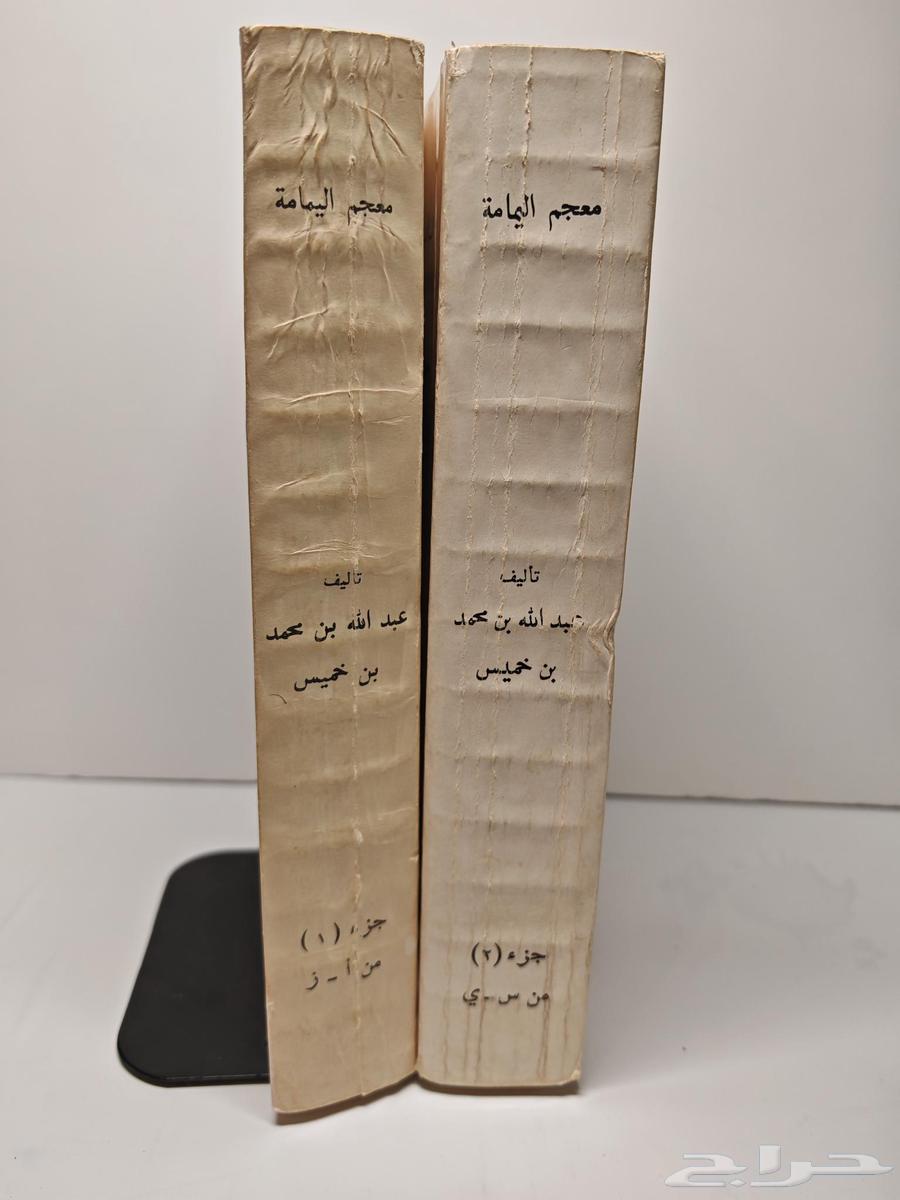 معجم اليمامة
تأليف
عبد الله بن محمد
بن خميس
جزء (١)
من أ - ز
معجم اليمامة
تأليف
عبد الله بن محمد
بن خميس
جزء (٢)
من س - ي
حراج